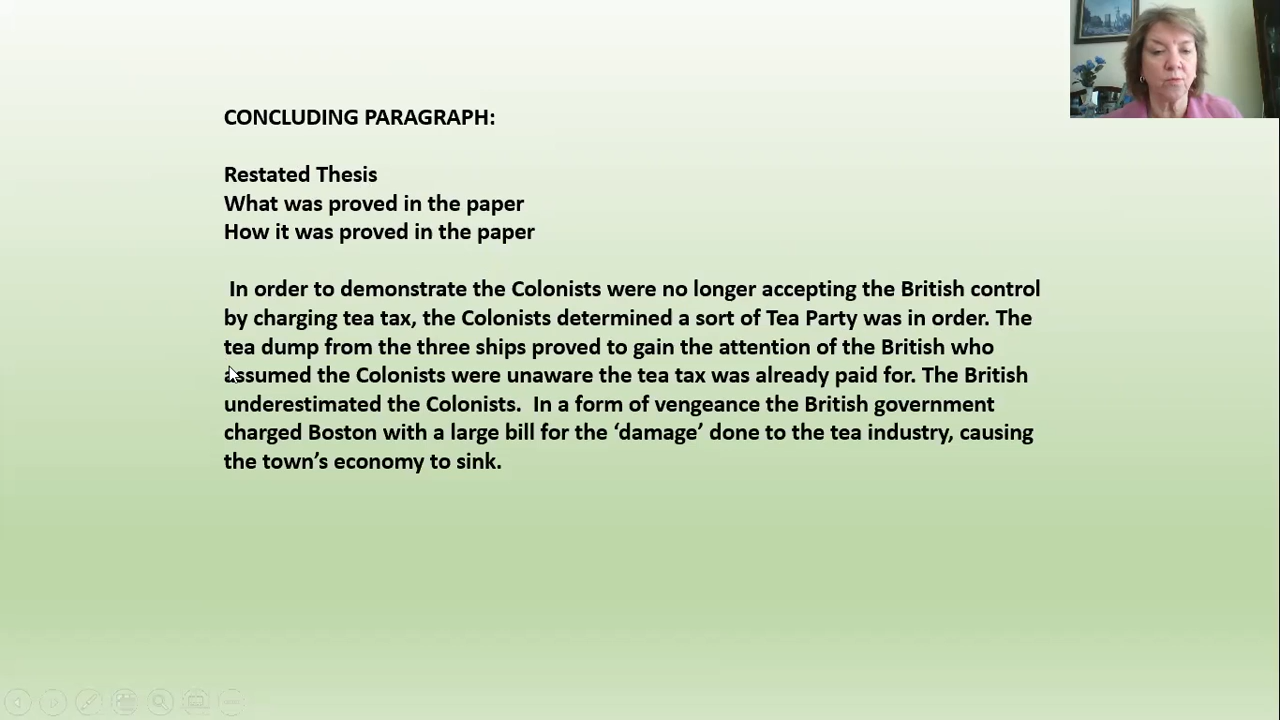 CONCLUDING PARAGRAPH:
Restated Thesis
What was proved in the paper
How it was proved in the paper
In order to demonstrate the Colonists were no longer accepting the British control
by charging tea tax, the Colonists determined a sort of Tea Party was in order. The
tea dump from the three ships proved to gain the attention of the British who
assumed the Colonists were unaware the tea tax was already paid for. The British
underestimated the Colonists.  In a form of vengeance the British government
charged Boston with a large bill for the ‘damage’ done to the tea industry, causing
the town’s economy to sink.